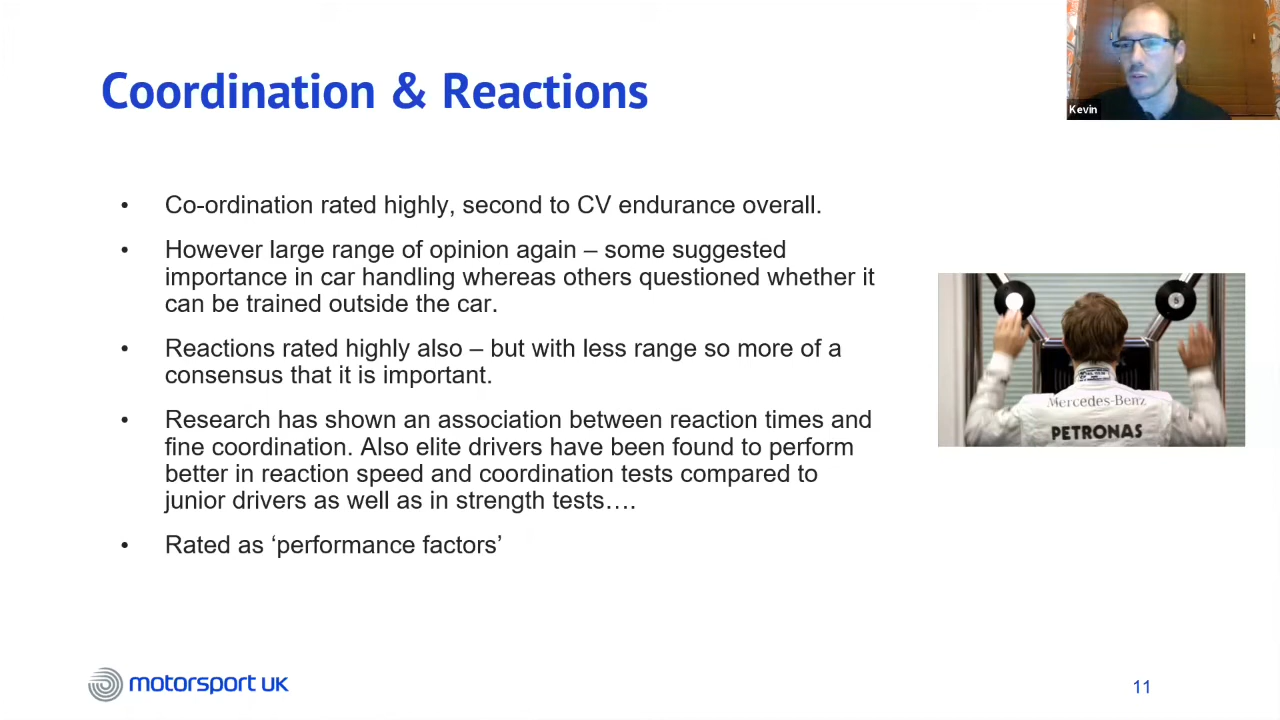 Coordination & Reactions
Kevin
• Co-ordination rated highly, second to CV endurance overall.
• However large range of opinion again – some suggested
importance in car handling whereas others questioned whether it
can be trained outside the car.
• Reactions rated highly also – but with less range so more of a
consensus that it is important.
• Research has shown an association between reaction times and
fine coordination. Also elite drivers have been found to perform
better in reaction speed and coordination tests compared to
junior drivers as well as in strength tests….
• Rated as ‘performance factors’
5
Mercedes-Benz
PETRONAS
motorsport UK
11